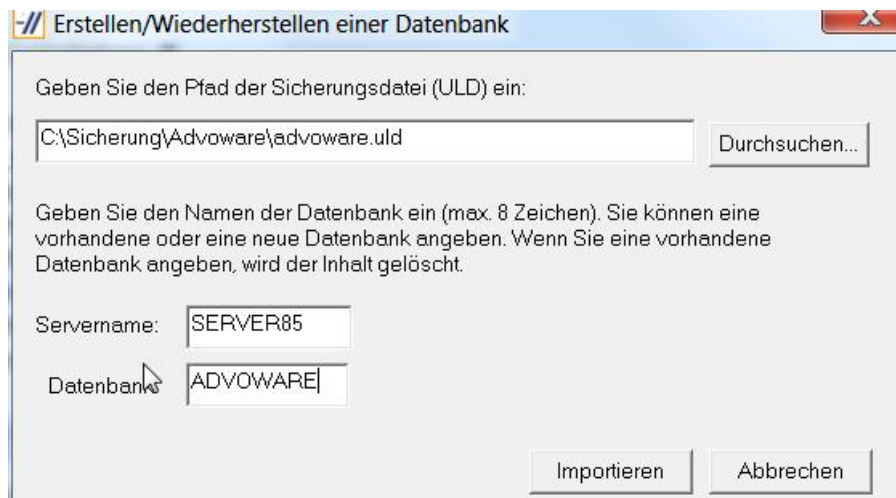 Erstellen/Wiederherstellen einer Datenbank
Geben Sie den Pfad der Sicherungsdatei (ULD) ein:
C:\Sicherung\Advoware\advoware.uld
Durchsuchen...
Geben Sie den Namen der Datenbank ein (max. 8 Zeichen). Sie können eine
vorhandene oder eine neue Datenbank angeben. Wenn Sie eine vorhandene
Datenbank angeben, wird der Inhalt gelöscht.
Servername: SERVER85
Datenbank ADVOWARE
Importieren Abbrechen